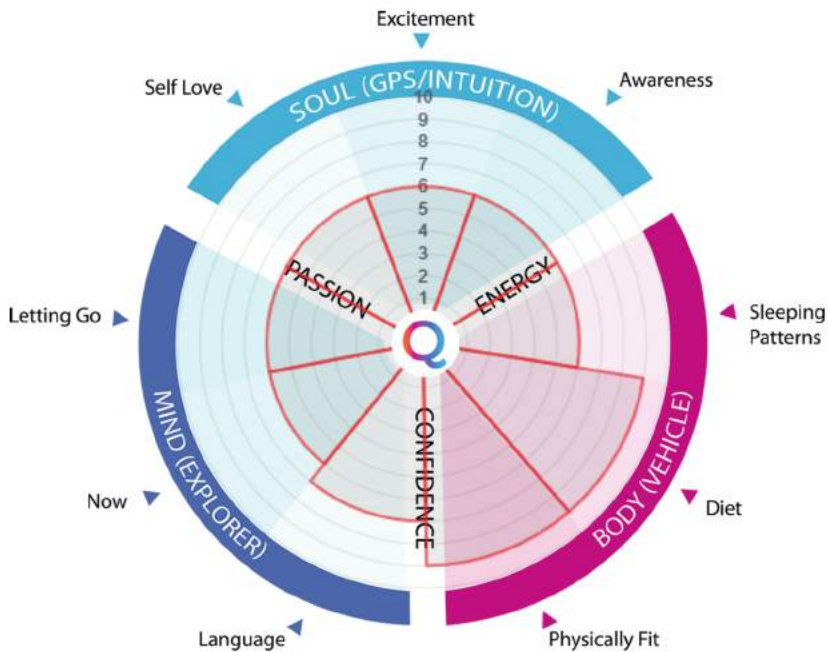 Excitement
Self Love
Awareness
SOUL (GPS/INTUITION)
10
9
8
7
6
5
4
3
2
1
PASSION
ENERGY
Q
CONFIDENCE
Letting Go
Sleeping
Patterns
MIND (EXPLORER)
BODY (VEHICLE)
Now
Diet
Language
Physically Fit